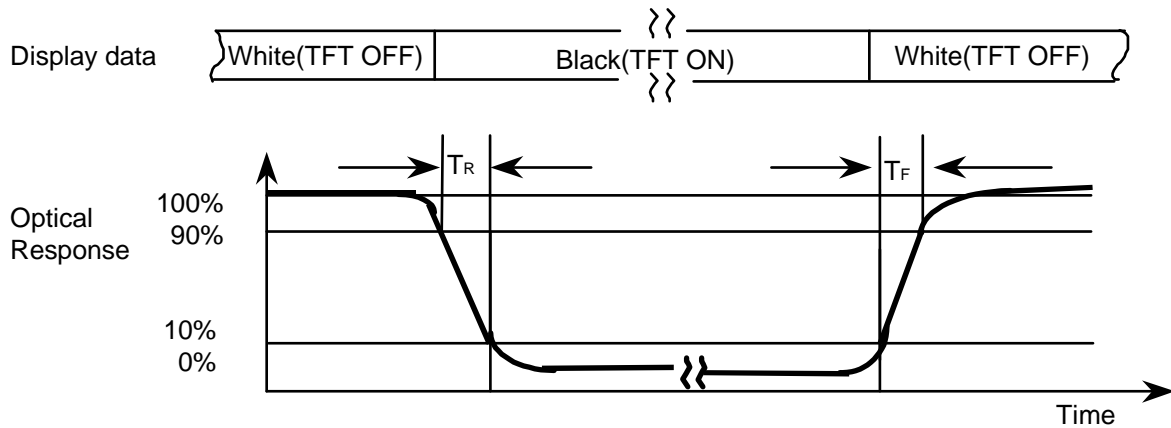 Display data
White(TFT OFF)
Black(TFT ON)
White(TFT OFF)
TR
TF
Optical
Response
100%
90%
10%
0%
Time